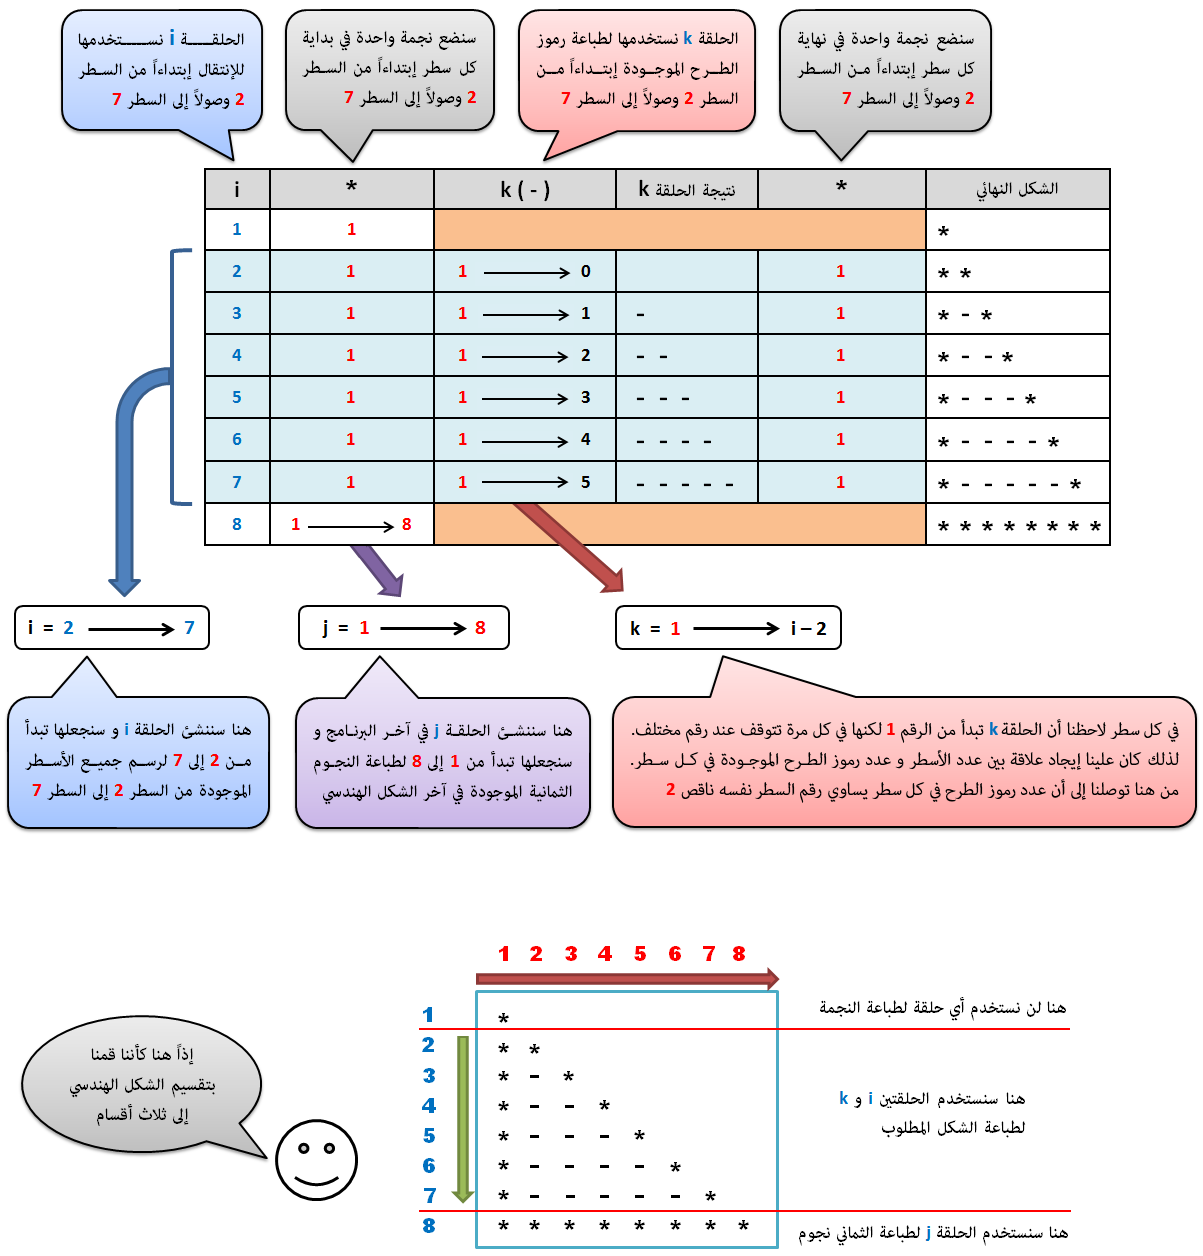 الحلقة i نستخدمها
للإنتقال إبتداءاً من السطر
2 وصولاً إلى السطر 7
سنضع نجمة واحدة في بداية
كل سطر إبتداءاً من السطر
2 وصولاً إلى السطر 7
الحلقة k نستخدمها لطباعة رموز
الطرح الموجودة إبتداءاً من
السطر 2 وصولاً إلى السطر 7
سنضع نجمة واحدة في نهاية
كل سطر إبتداءاً من السطر
2 وصولاً إلى السطر 7
i * k ( - ) نتيجة الحلقة k * الشكل النهائي
1 1 *
2 1 1 → 0 1 * *
3 1 1 → 1 - 1 * - *
4 1 1 → 2 - - 1 * - - *
5 1 1 → 3 - - - 1 * - - - *
6 1 1 → 4 - - - - 1 * - - - - *
7 1 1 → 5 - - - - - 1 * - - - - - *
8 1 → 8 * * * * * * * *
i = 2 → 7
j = 1 → 8
k = 1 → i – 2
هنا سننشئ الحلقة i و سنجعلها تبدأ
من 2 إلى 7 لرسم جميع الأسطر
الموجودة من السطر 2 إلى السطر 7
هنا سننشئ الحلقة j في آخر البرنامج و
سنجعلها تبدأ من 1 إلى 8 لطباعة النجوم
الثمانية الموجودة في آخر الشكل الهندسي
في كل سطر لاحظنا أن الحلقة k تبدأ من الرقم 1 لكنها في كل مرة تتوقف عند رقم مختلف.
لذلك كان علينا إيجاد علاقة بين عدد الأسطر و عدد رموز الطرح الموجودة في كل سطر.
من هنا توصلنا إلى أن عدد رموز الطرح في كل سطر يساوي رقم السطر نفسه ناقص 2
1 2 3 4 5 6 7 8
1 *
2 * *
3 * - *
4 * - - *
5 * - - - *
6 * - - - - *
7 * - - - - - *
8 * * * * * * * *
هنا لن نستخدم أي حلقة لطباعة النجمة
هنا سنستخدم الحلقتين i و k
لطباعة الشكل المطلوب
هنا سنستخدم الحلقة j لطباعة الثماني نجوم
إذاً هنا كأننا قمنا
بتقسيم الشكل الهندسي
إلى ثلاث أقسام